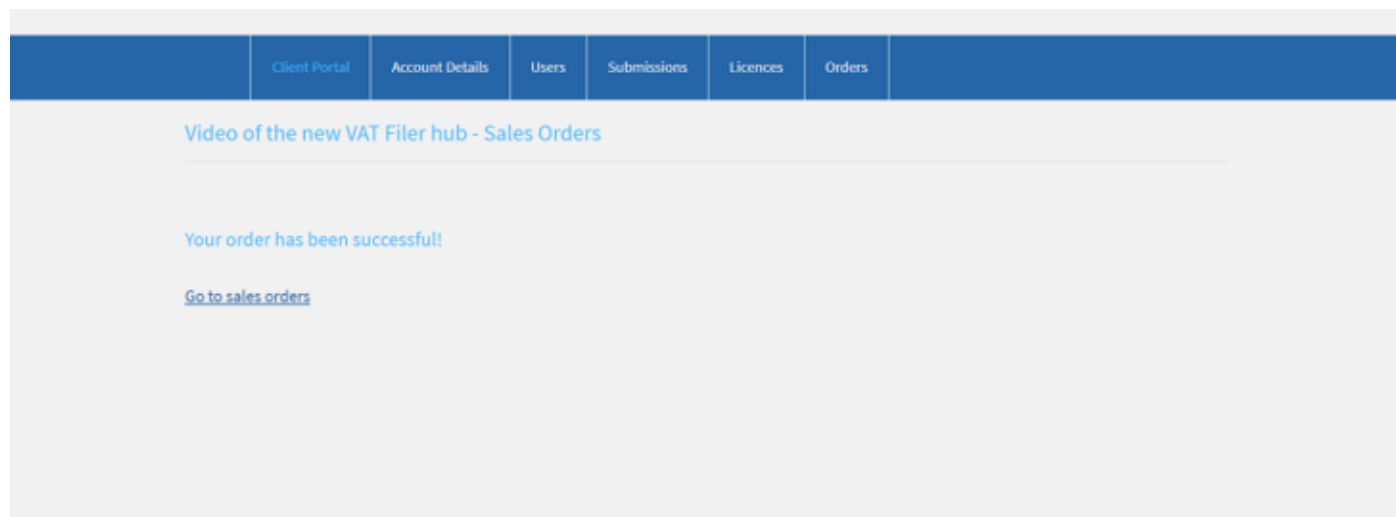 Client Portal Account Details Users Submissions Licences Orders
Video of the new VAT Filer hub - Sales Orders
Your order has been successful!
Go to sales orders